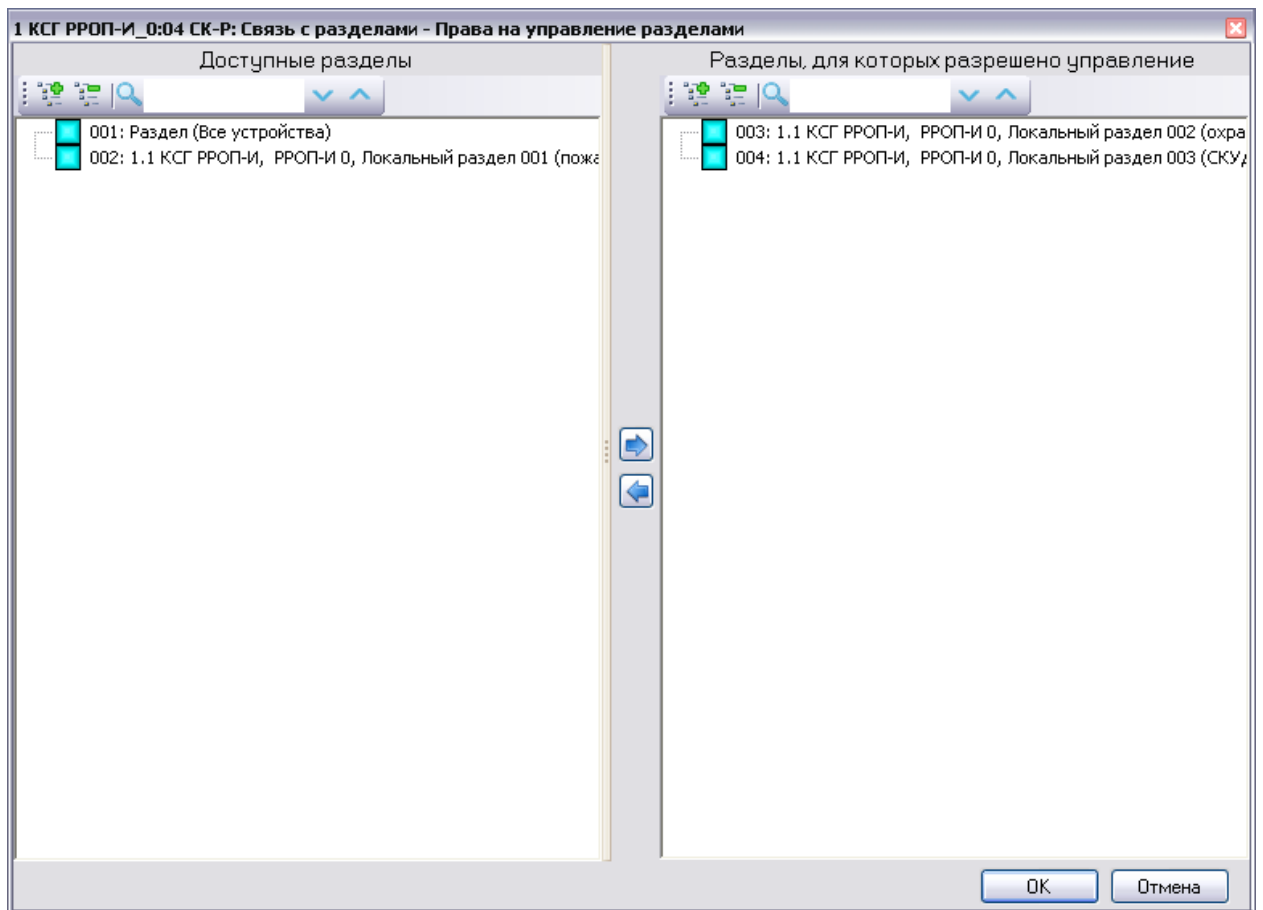 1 КСГ РРОП-И_0:04 СК-Р: Связь с разделами - Права на управление разделами
Доступные разделы
001: Раздел (Все устройства)
002: 1.1 КСГ РРОП-И, РРОП-И 0, Локальный раздел 001 (пожа
Разделы, для которых разрешено управление
003: 1.1 КСГ РРОП-И, РРОП-И 0, Локальный раздел 002 (охра
004: 1.1 КСГ РРОП-И, РРОП-И 0, Локальный раздел 003 (СКУД
OK
Отмена